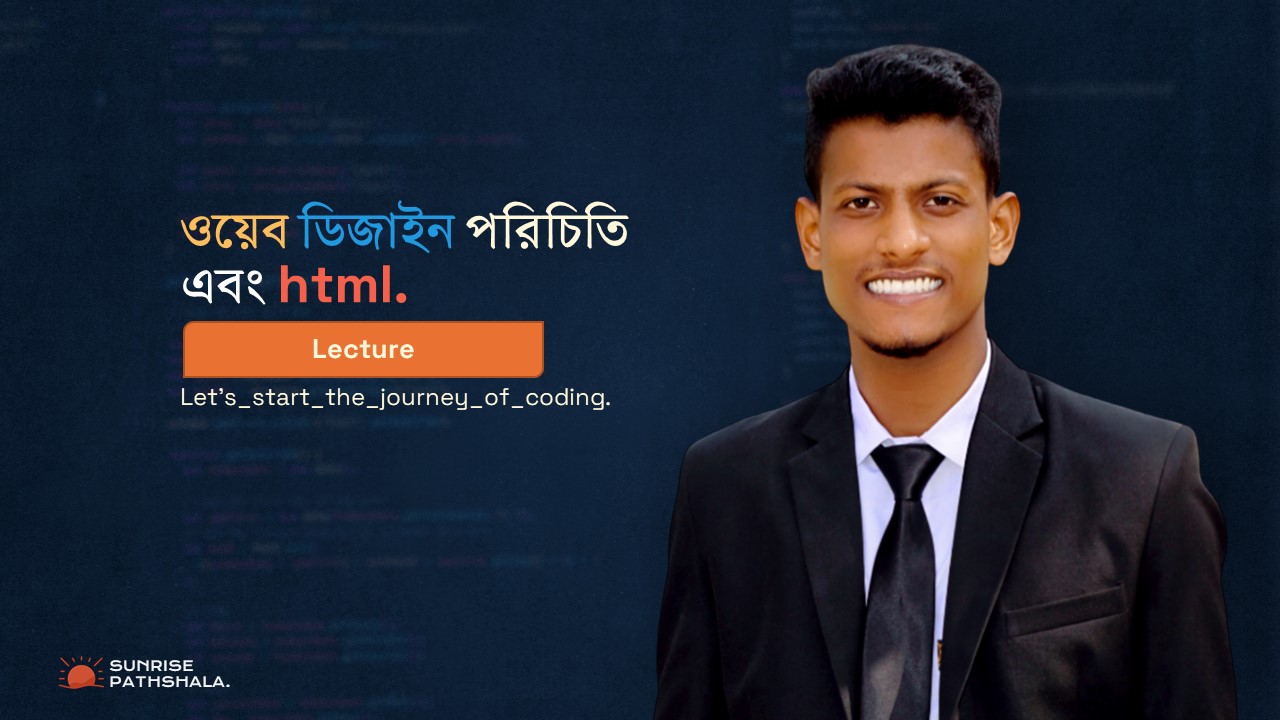 ওয়েব ডিজাইন পরিচিতি
এবং html.
Lecture
Let's_start_the_journey_of_coding.
SUNRISE
PATHSHALA.